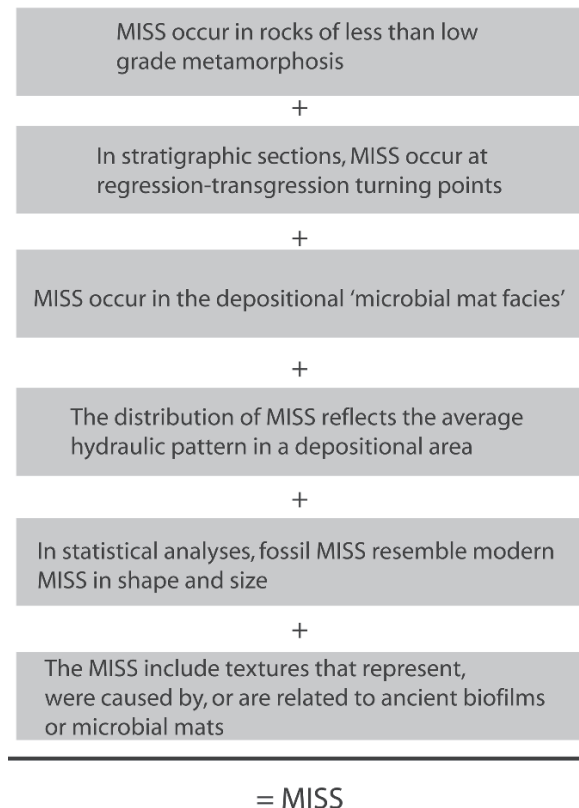 MISS occur in rocks of less than low
grade metamorphosis
+
In stratigraphic sections, MISS occur at
regression-transgression turning points
+
MISS occur in the depositional ‘microbial mat facies’
+
The distribution of MISS reflects the average
hydraulic pattern in a depositional area
+
In statistical analyses, fossil MISS resemble modern
MISS in shape and size
+
The MISS include textures that represent,
were caused by, or are related to ancient biofilms
or microbial mats
= MISS